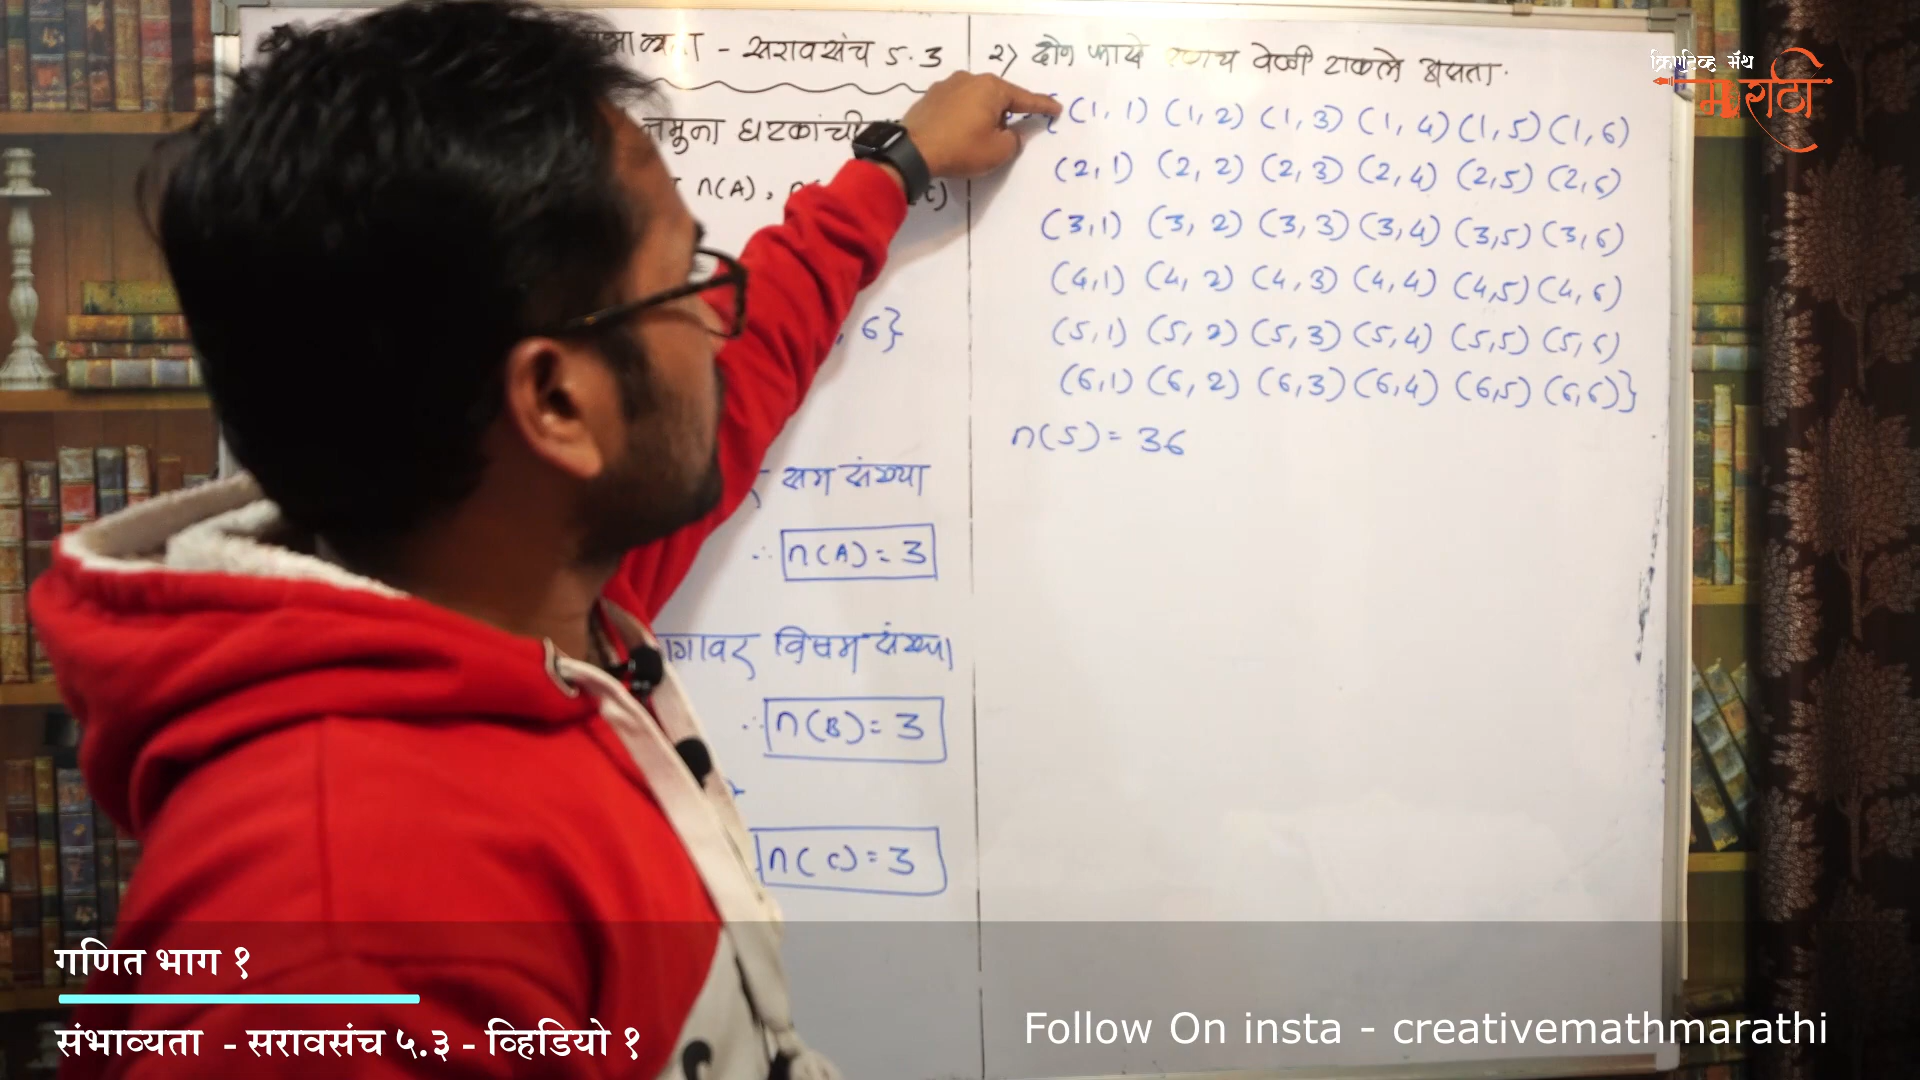 सरावसंच ५.३
नमुना घटकांची
n(A),
, 6}
सम संख्या
∴ n(A) = 3
विषम संख्या
∴ n(B) = 3
n(C) = 3
२) दोन फासे वेळी टाकले असता.
{(1, 1) (1, 2) (1, 3) (1, 4) (1, 5) (1, 6)
(2, 1) (2, 2) (2, 3) (2, 4) (2, 5) (2, 6)
(3, 1) (3, 2) (3, 3) (3, 4) (3, 5) (3, 6)
(4, 1) (4, 2) (4, 3) (4, 4) (4, 5) (4, 6)
(5, 1) (5, 2) (5, 3) (5, 4) (5, 5) (5, 6)
(6, 1) (6, 2) (6, 3) (6, 4) (6, 5) (6, 6)}
n(S) = 36
क्रिएटिव्ह मॅथ
मराठी
गणित भाग १
संभाव्यता - सरावसंच ५.३ - व्हिडियो १
Follow On insta - creativemathmarathi